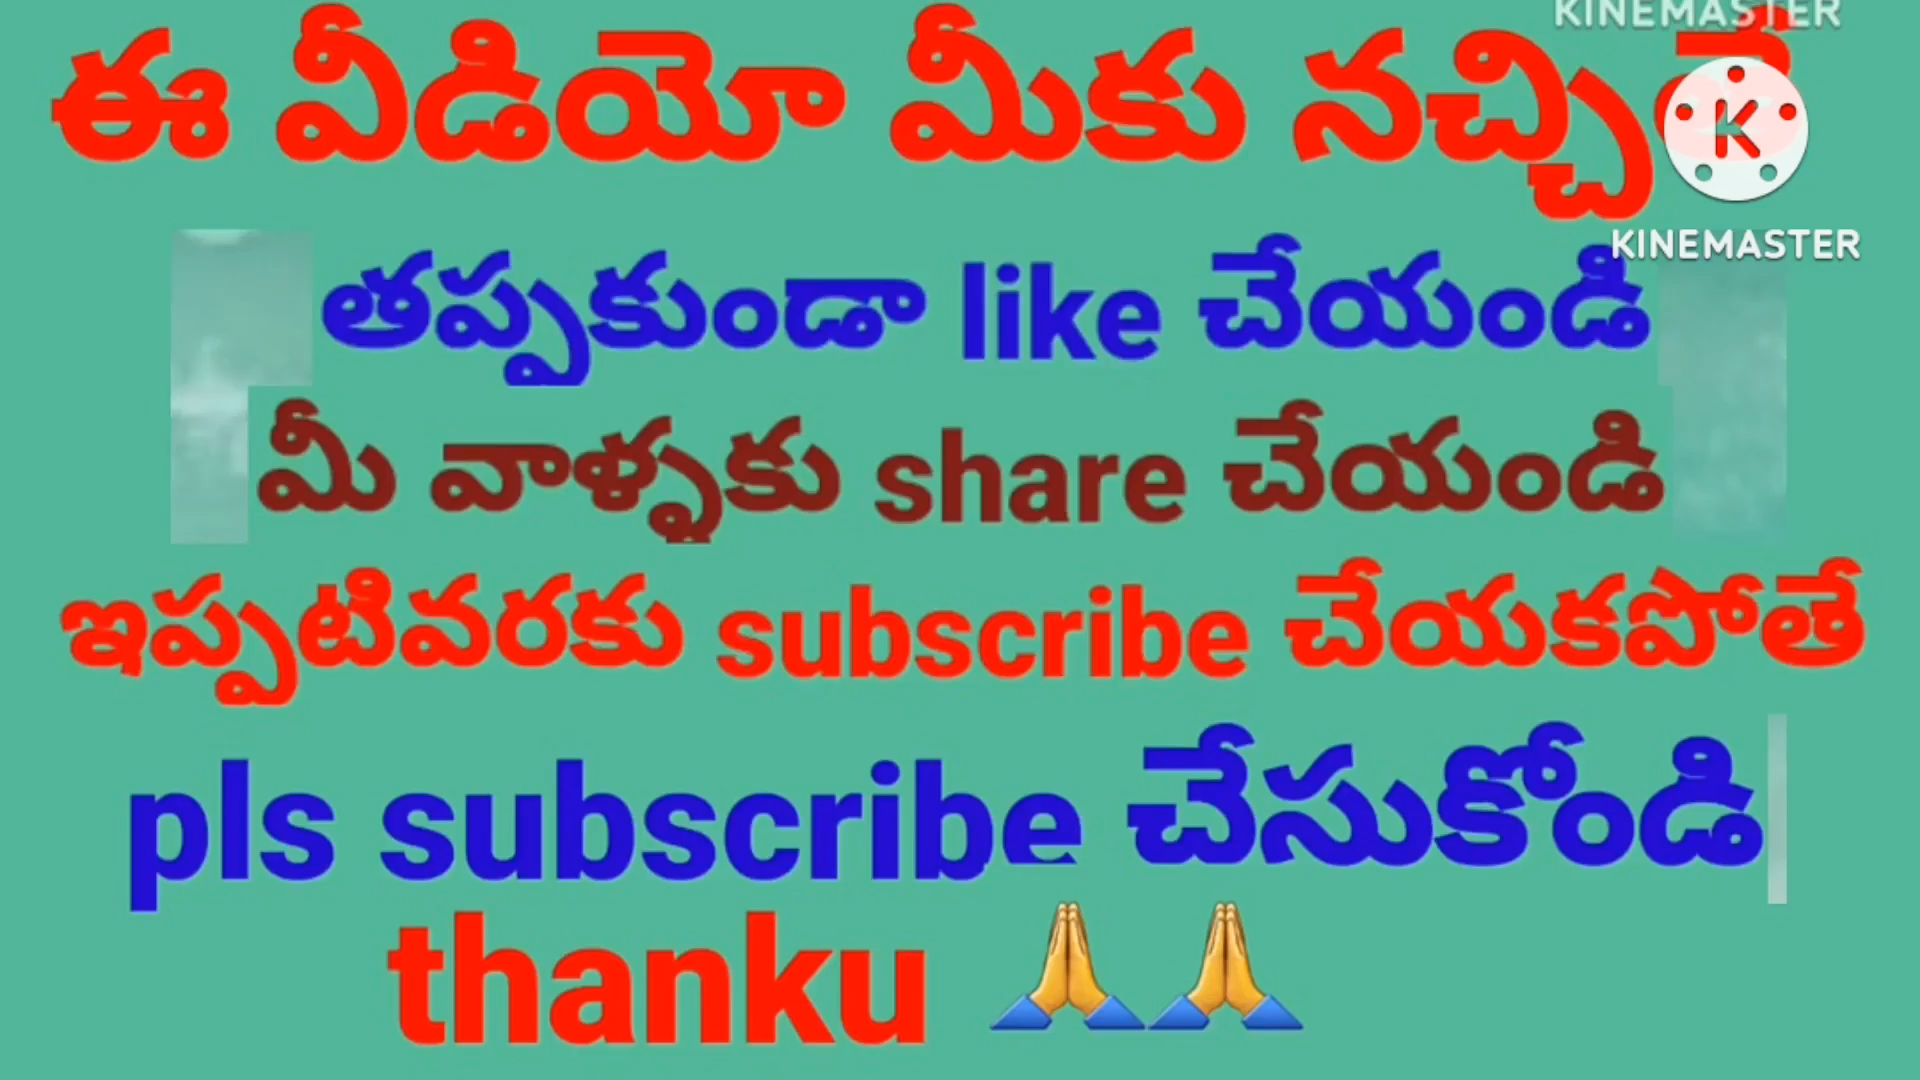 KINEMASTER
ఈ వీడియో మీకు నచ్చితే
K
KINEMASTER
తప్పకుండా like చేయండి
మీ వాళ్ళకు share చేయండి
ఇప్పటివరకు subscribe చేయకపోతే
pls subscribe చేసుకోండి
thanku 🙏🙏